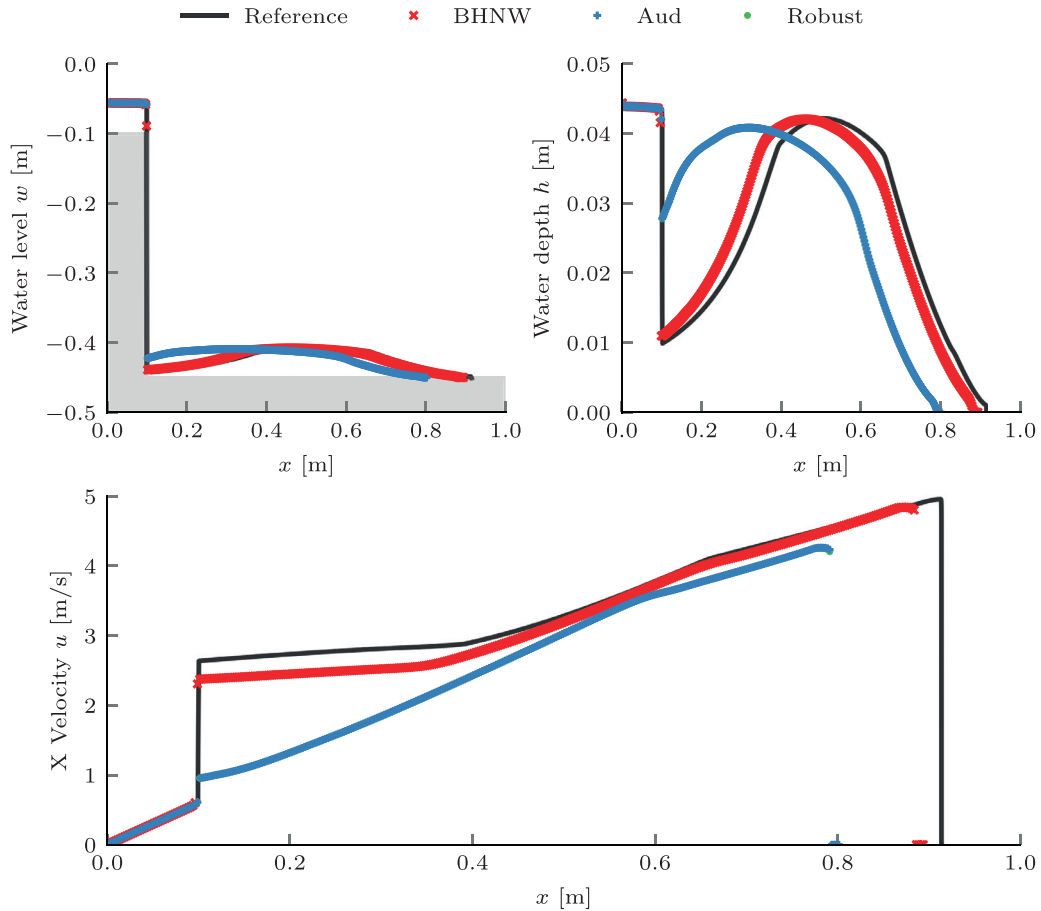 Reference BHNW Aud Robust
0.0
−0.1
−0.2
−0.3
−0.4
−0.5
Water level w [m]
0.0 0.2 0.4 0.6 0.8 1.0
x [m]
0.05
0.04
0.03
0.02
0.01
0.00
Water depth h [m]
0.0 0.2 0.4 0.6 0.8 1.0
x [m]
5
4
3
2
1
0
X Velocity u [m/s]
0.0 0.2 0.4 0.6 0.8 1.0
x [m]